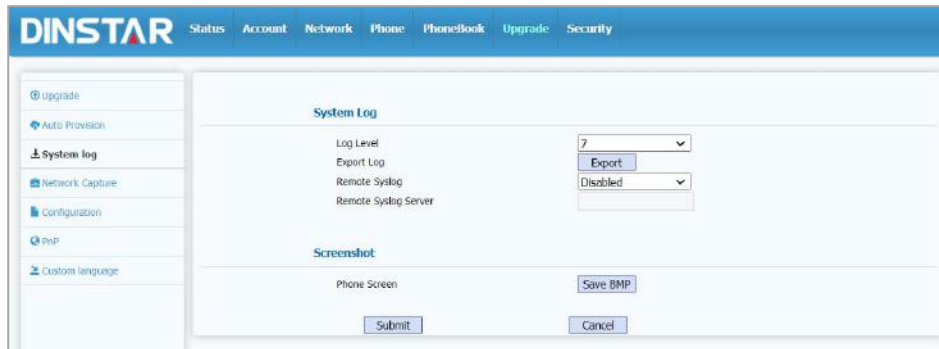 DINSTAR Status Account Network Phone PhoneBook Upgrade Security
Upgrade
Auto Provision
System log
Network Capture
Configuration
PnP
Custom language
System Log
Log Level 7
Export Log Export
Remote Syslog Disabled
Remote Syslog Server
Screenshot
Phone Screen Save BMP
Submit Cancel